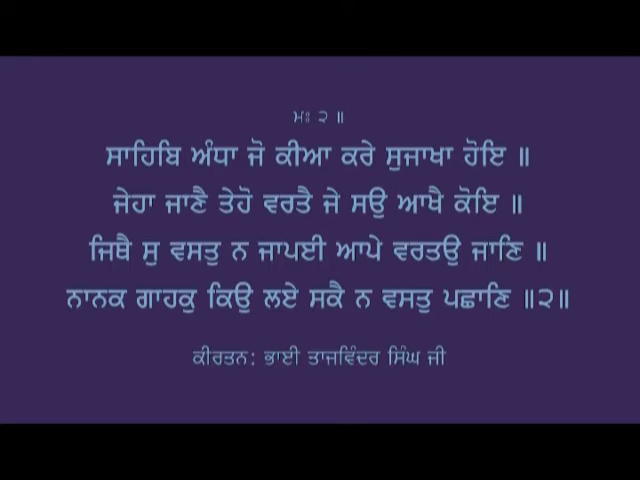 ਮਃ ੨ ॥
ਸਾਹਿਬਿ ਅੰਧਾ ਜੋ ਕੀਆ ਕਰੇ ਸੁਜਾਖਾ ਹੋਇ ॥
ਜੇਹਾ ਜਾਣੈ ਤੇਹੋ ਵਰਤੈ ਜੇ ਸਉ ਆਖੈ ਕੋਇ ॥
ਜਿਥੈ ਸੁ ਵਸਤੁ ਨ ਜਾਪਈ ਆਪੇ ਵਰਤਉ ਜਾਣਿ ॥
ਨਾਨਕ ਗਾਹਕੁ ਕਿਉ ਲਏ ਸਕੈ ਨ ਵਸਤੁ ਪਛਾਣਿ ॥੨॥
ਕੀਰਤਨ: ਭਾਈ ਤਾਜਵਿੰਦਰ ਸਿੰਘ ਜੀ